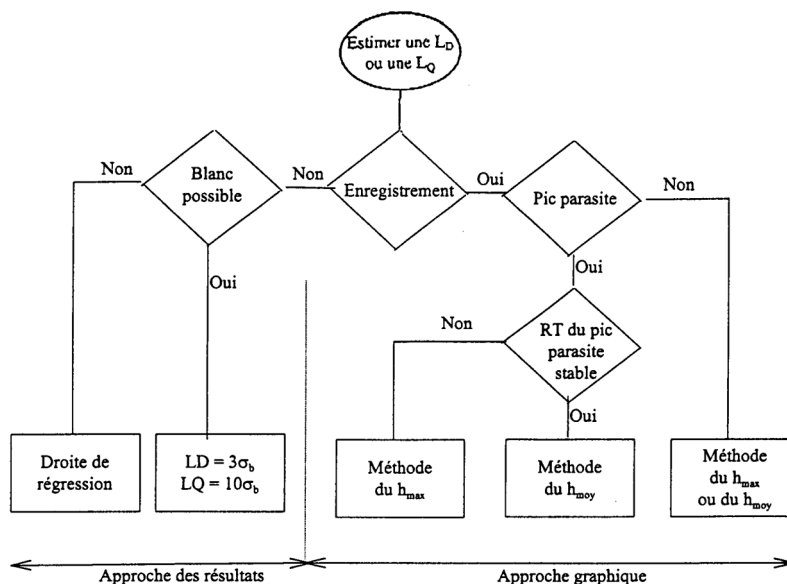 Estimer une L_D
ou une L_Q
Non
Blanc
possible
Non
Enregistrement
Oui
Pic parasite
Non
Oui
Oui
Non
RT du pic
parasite
stable
Oui
Droite de
régression
LD = 3σ_b
LQ = 10σ_b
Méthode
du h_max
Méthode
du h_moy
Méthode
du h_max
ou du h_moy
Approche des résultats
Approche graphique